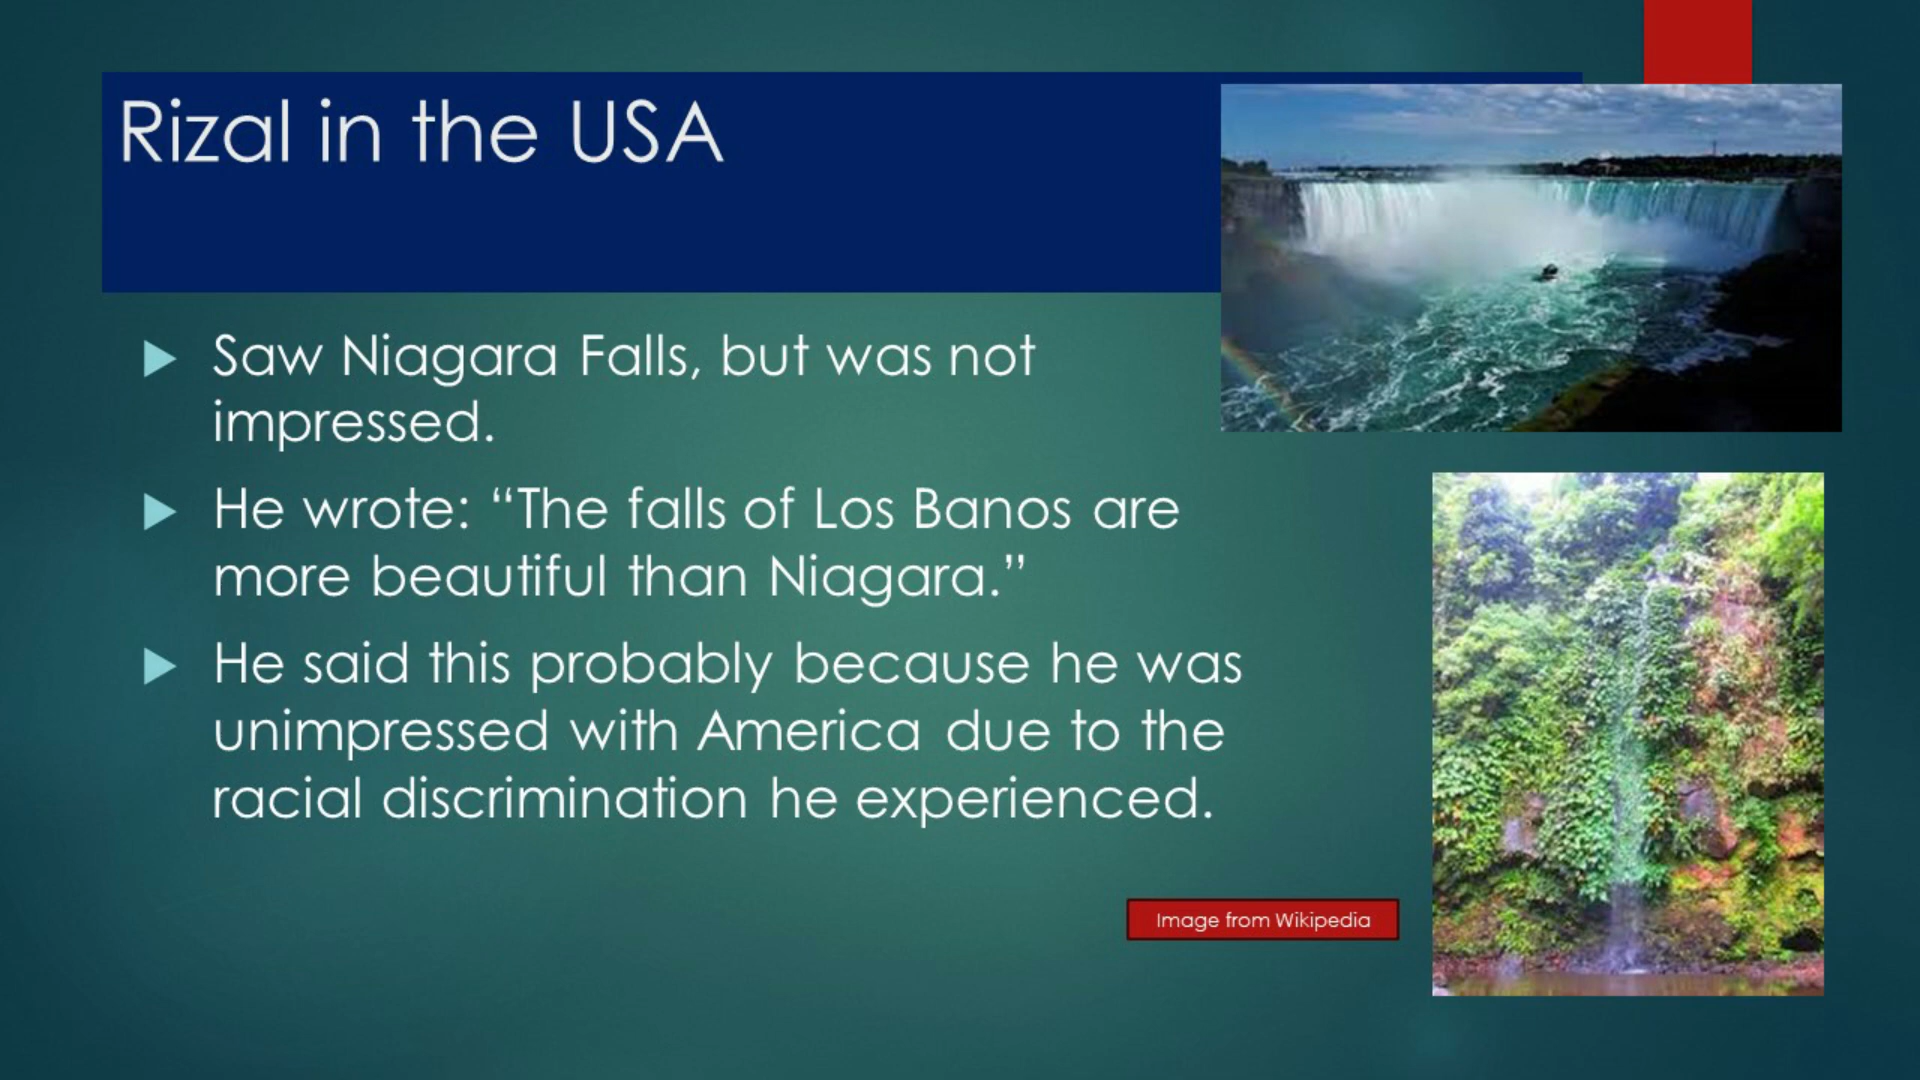 Rizal in the USA
Saw Niagara Falls, but was not
impressed.
He wrote: “The falls of Los Banos are
more beautiful than Niagara.”
He said this probably because he was
unimpressed with America due to the
racial discrimination he experienced.
Image from Wikipedia